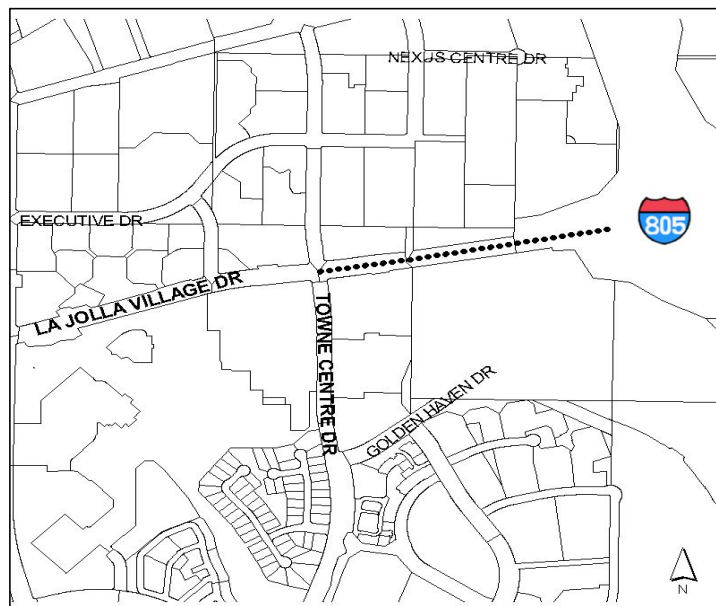 NEXUS CENTRE DR
EXECUTIVE DR
805
LA JOLLA VILLAGE DR
TOWNE CENTRE DR
GOLDEN HAVEN DR
N